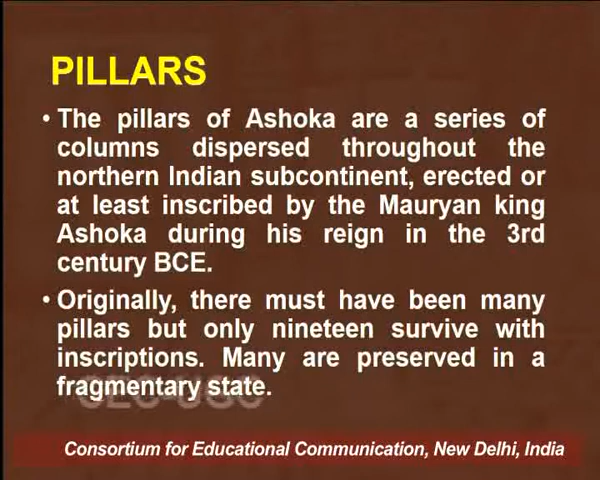 PILLARS
• The pillars of Ashoka are a series of
columns dispersed throughout the
northern Indian subcontinent, erected or
at least inscribed by the Mauryan king
Ashoka during his reign in the 3rd
century BCE.
• Originally, there must have been many
pillars but only nineteen survive with
inscriptions. Many are preserved in a
fragmentary state.
CEC-UGC
Consortium for Educational Communication, New Delhi, India